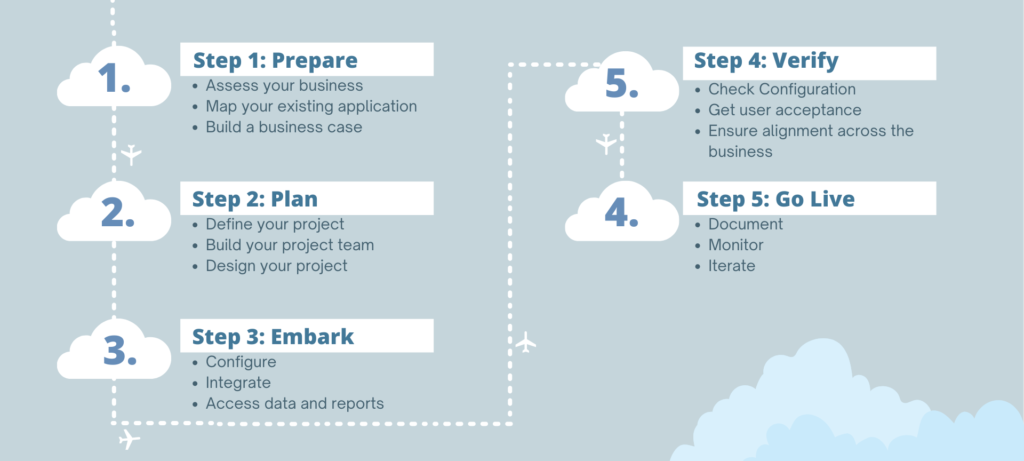 1.
Step 1: Prepare
• Assess your business
• Map your existing application
• Build a business case
2.
Step 2: Plan
• Define your project
• Build your project team
• Design your project
3.
Step 3: Embark
• Configure
• Integrate
• Access data and reports
5.
Step 4: Verify
• Check Configuration
• Get user acceptance
• Ensure alignment across the
business
4.
Step 5: Go Live
• Document
• Monitor
• Iterate